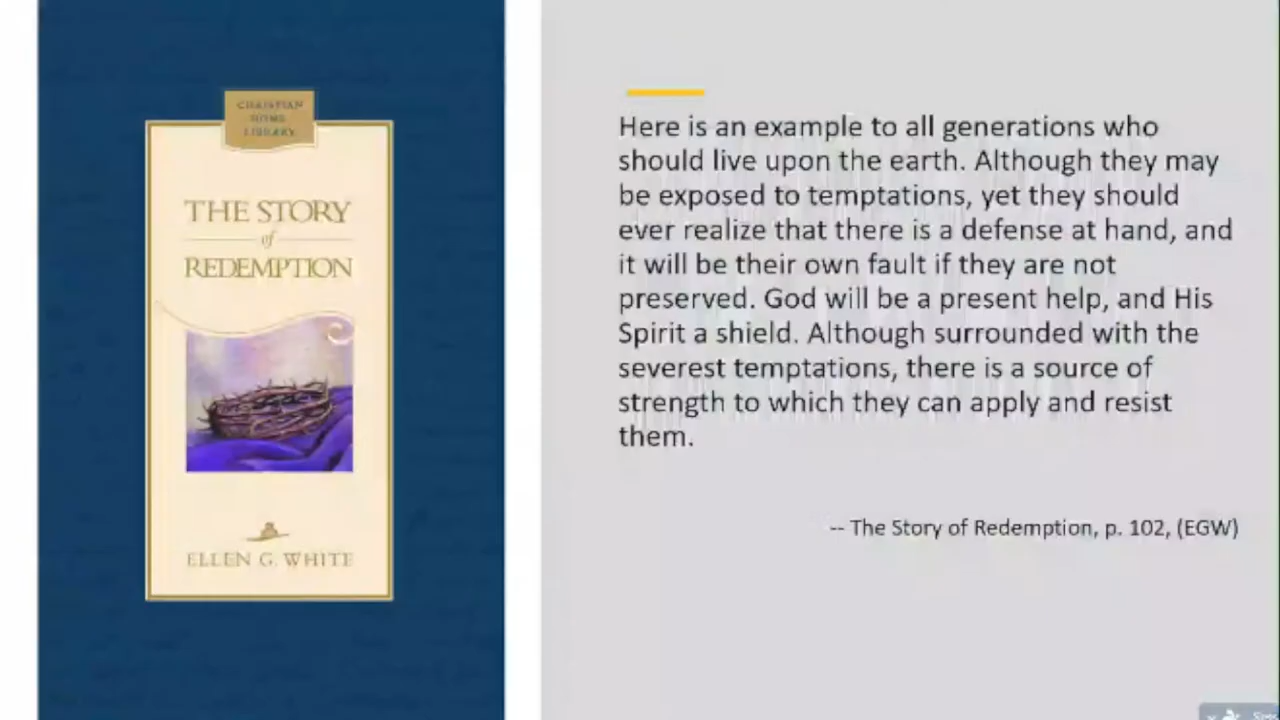 CHRISTIAN
HOME
LIBRARY
THE STORY
of
REDEMPTION
ELLEN G. WHITE
Here is an example to all generations who
should live upon the earth. Although they may
be exposed to temptations, yet they should
ever realize that there is a defense at hand, and
it will be their own fault if they are not
preserved. God will be a present help, and His
Spirit a shield. Although surrounded with the
severest temptations, there is a source of
strength to which they can apply and resist
them.
-- The Story of Redemption, p. 102, (EGW)